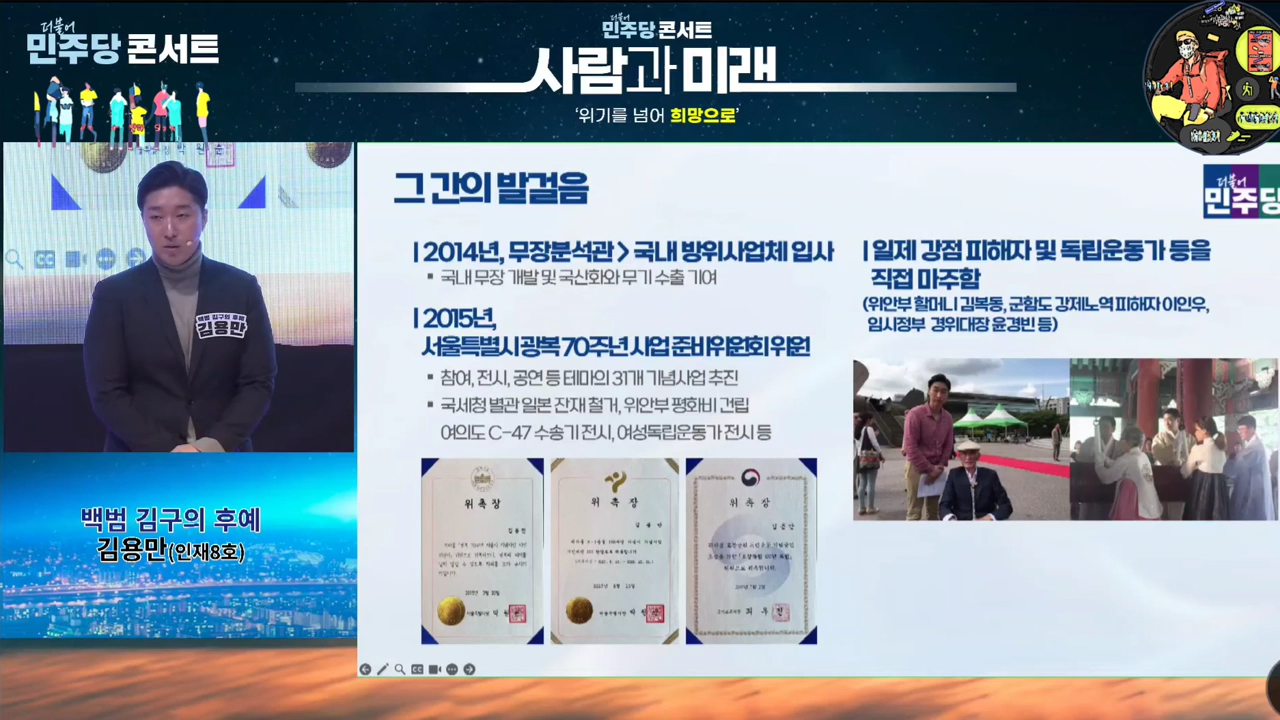 더불어
민주당 콘서트
더불어
민주당 콘서트
사람과 미래
'위기를 넘어 희망으로'
백범 김구의 후예
김용만
백범 김구의 후예
김용만(인재8호)
그 간의 발걸음
더불어
민주당
| 2014년, 무장분석관 > 국내 방위사업체 입사
▪ 국내 무장 개발 및 국산화와 무기 수출 기여
| 2015년,
서울특별시 광복 70주년 사업 준비위원회 위원
▪ 참여, 전시, 공연 등 테마의 31개 기념사업 추진
▪ 국세청 별관 일본 잔재 철거, 위안부 평화비 건립
여의도 C-47 수송기 전시, 여성독립운동가 전시 등
| 일제 강점 피해자 및 독립운동가 등을
직접 마주함
(위안부 할머니 김복동, 군함도 강제노역 피해자 이인우,
임시정부 경위대장 윤경빈 등)
위 촉 장
위 촉 장
위 촉 장
CC
CC